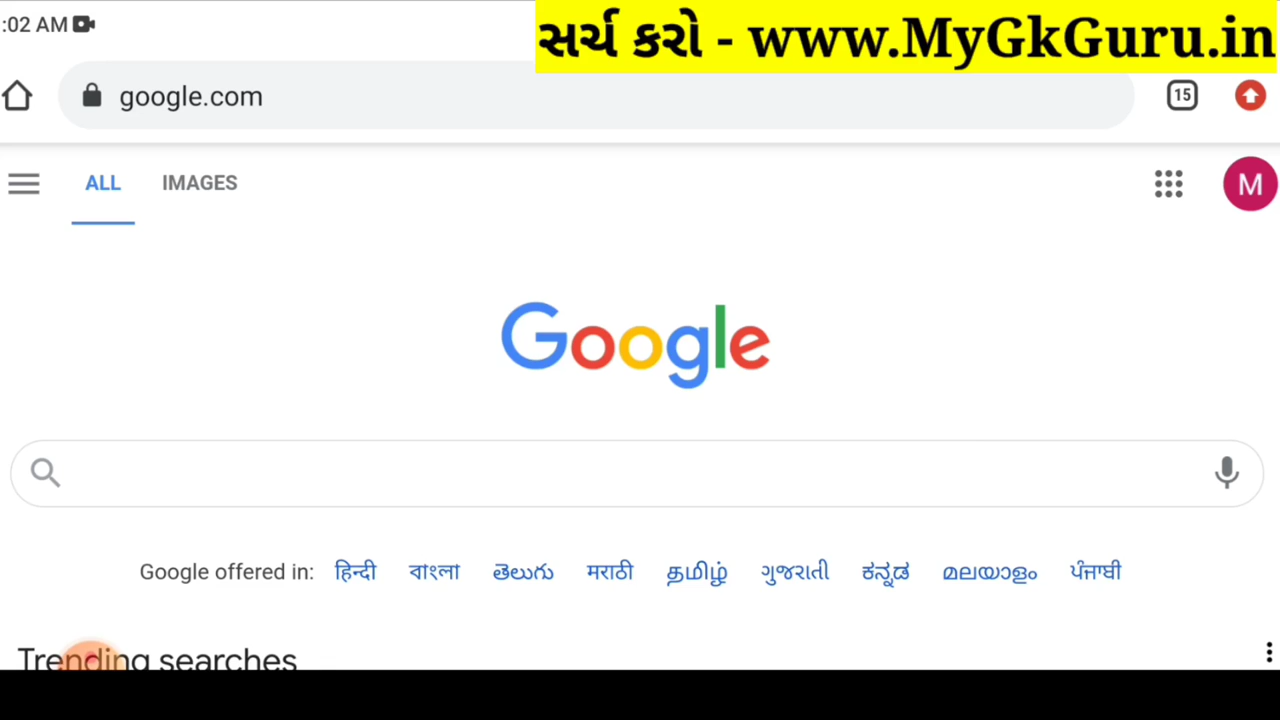 :02 AM
સર્ચ કરો - www.MyGkGuru.in
google.com
15
ALL IMAGES
M
Google
Google offered in: हिन्दी বাংলা తెలుగు मराठी தமிழ் ગુજરાતી ಕನ್ನಡ മലയാളം ਪੰਜਾਬੀ
Trending searches